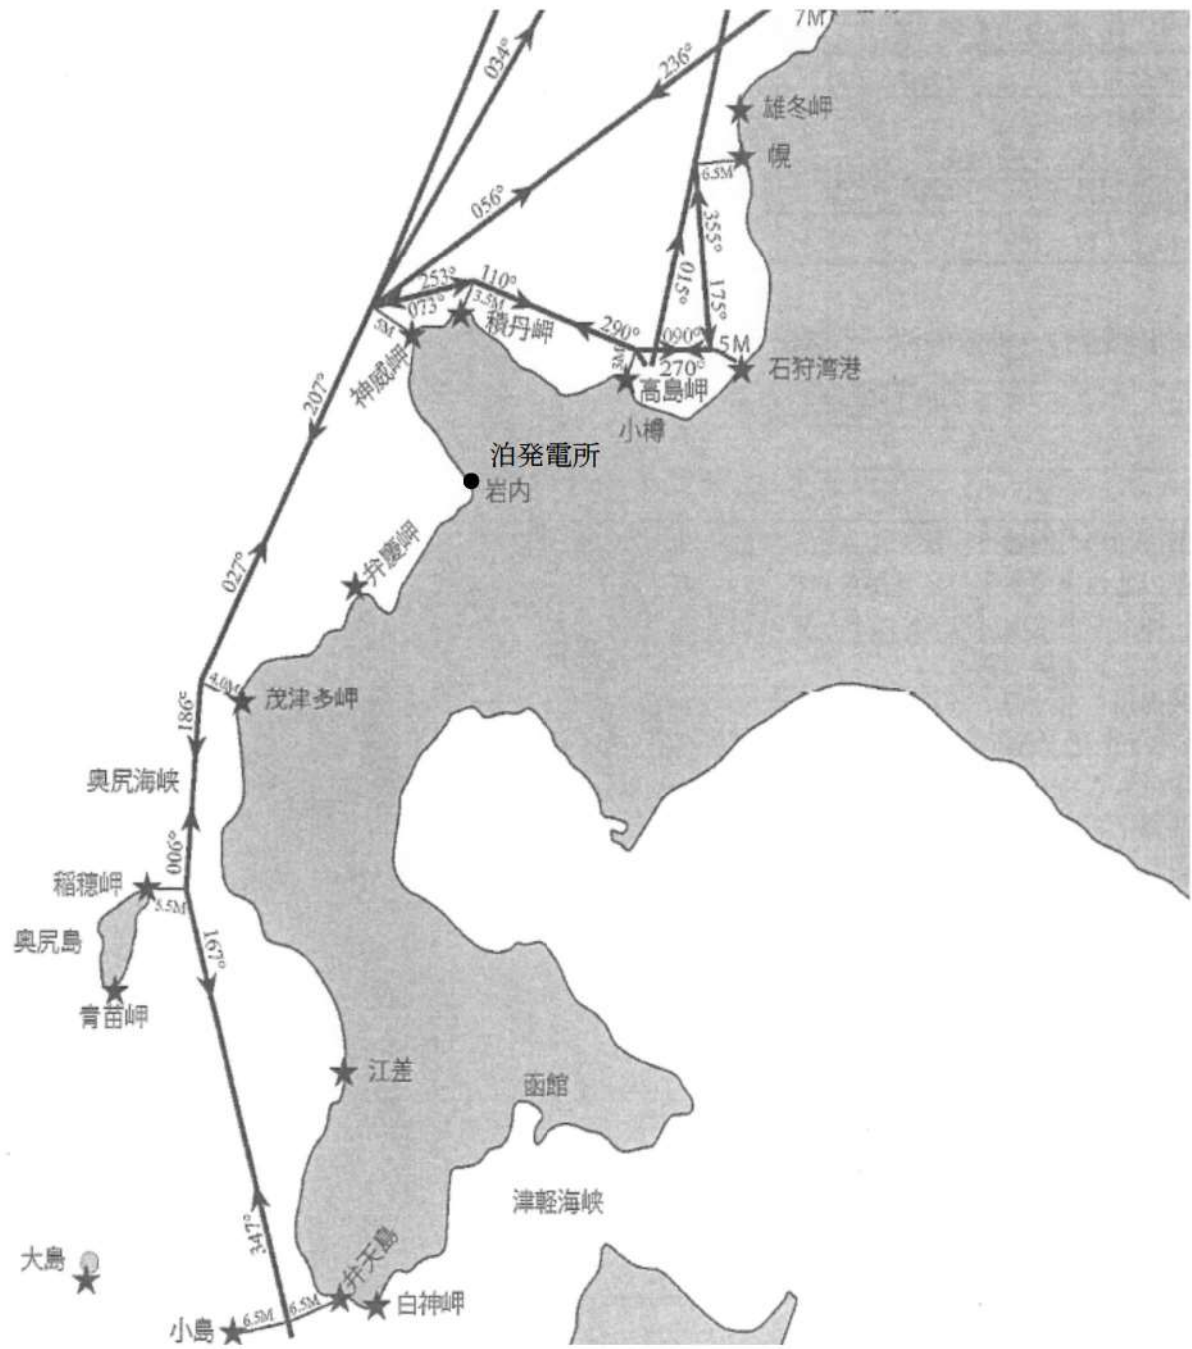 7M
034°
236°
雄冬岬
幌
6.5M
056°
355°
015°
175°
253°
110°
073°
3.5M
積丹岬
5M
神威岬
290°
090°
5M
270°
3M
高島岬
石狩湾港
小樽
207°
泊発電所
岩内
弁慶岬
027°
4.0M
茂津多岬
186°
奥尻海峡
006°
稲穂岬
5.5M
奥尻島
167°
青苗岬
江差
函館
津軽海峡
347°
大島
弁天島
白神岬
6.5M
6.5M
小島